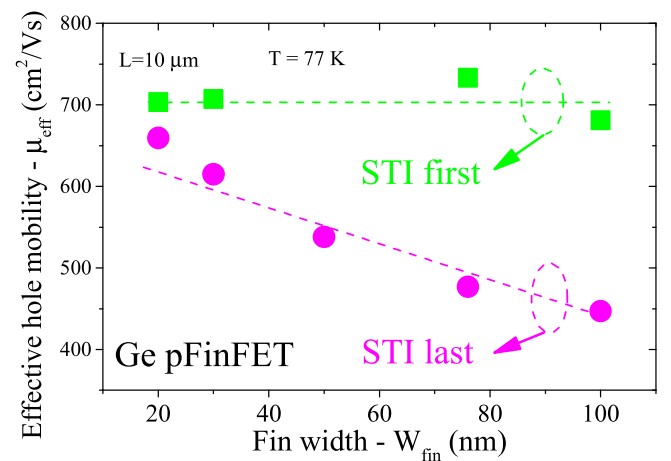 800
700
600
500
400
Effective hole mobility - μ_eff (cm²/Vs)
L=10 μm
T = 77 K
STI first
STI last
Ge pFinFET
20
40
60
80
100
Fin width - W_fin (nm)